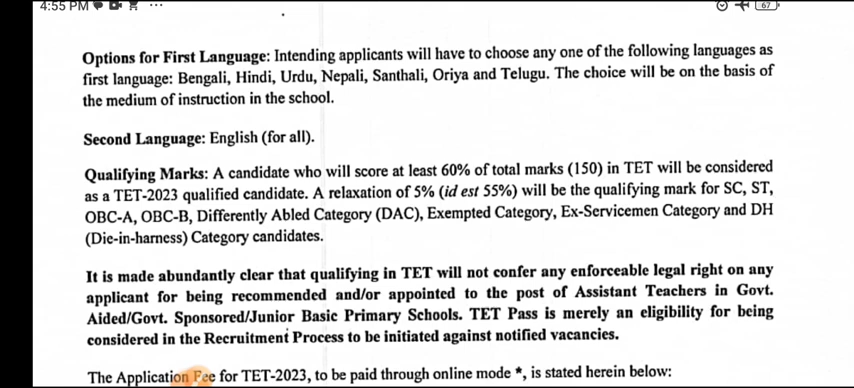 4:55 PM
67
Options for First Language: Intending applicants will have to choose any one of the following languages as
first language: Bengali, Hindi, Urdu, Nepali, Santhali, Oriya and Telugu. The choice will be on the basis of
the medium of instruction in the school.
Second Language: English (for all).
Qualifying Marks: A candidate who will score at least 60% of total marks (150) in TET will be considered
as a TET-2023 qualified candidate. A relaxation of 5% (id est 55%) will be the qualifying mark for SC, ST,
OBC-A, OBC-B, Differently Abled Category (DAC), Exempted Category, Ex-Servicemen Category and DH
(Die-in-harness) Category candidates.
It is made abundantly clear that qualifying in TET will not confer any enforceable legal right on any
applicant for being recommended and/or appointed to the post of Assistant Teachers in Govt.
Aided/Govt. Sponsored/Junior Basic Primary Schools. TET Pass is merely an eligibility for being
considered in the Recruitment Process to be initiated against notified vacancies.
The Application Fee for TET-2023, to be paid through online mode *, is stated herein below: